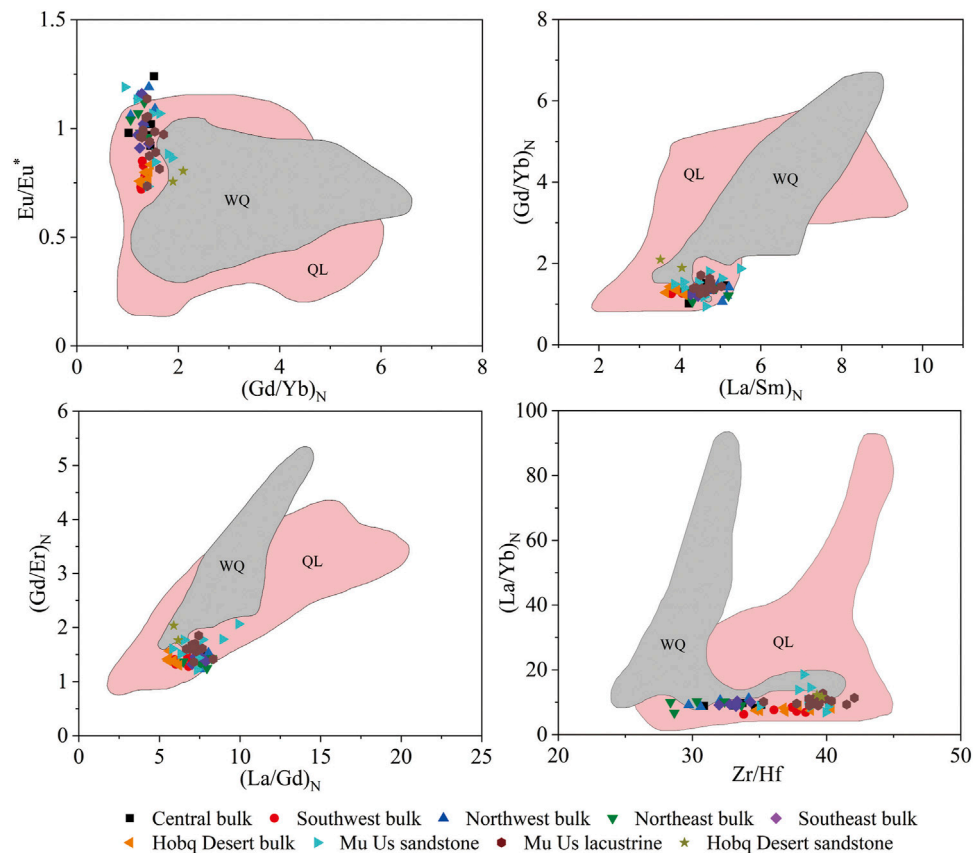 1.5
1
0.5
0
Eu/Eu*
WQ
QL
0 2 4 6 8
(Gd/Yb)N
8
6
4
2
0
(Gd/Yb)N
QL
WQ
2 4 6 8 10
(La/Sm)N
6
5
4
3
2
1
0
(Gd/Er)N
WQ
QL
0 5 10 15 20 25
(La/Gd)N
100
80
60
40
20
0
(La/Yb)N
WQ
QL
20 30 40 50
Zr/Hf
Central bulk Southwest bulk Northwest bulk Northeast bulk Southeast bulk
Hobq Desert bulk Mu Us sandstone Mu Us lacustrine Hobq Desert sandstone